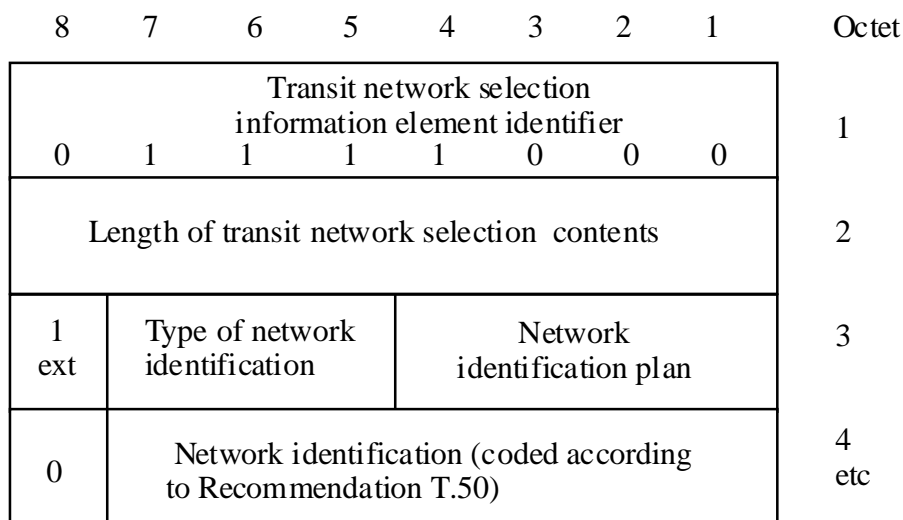 8 7 6 5 4 3 2 1 Octet
Transit network selection
information element identifier
0 1 1 1 1 0 0 0
1
Length of transit network selection contents 2
1
ext
Type of network
identification
Network
identification plan
3
0
Network identification (coded according
to Recommendation T.50)
4
etc